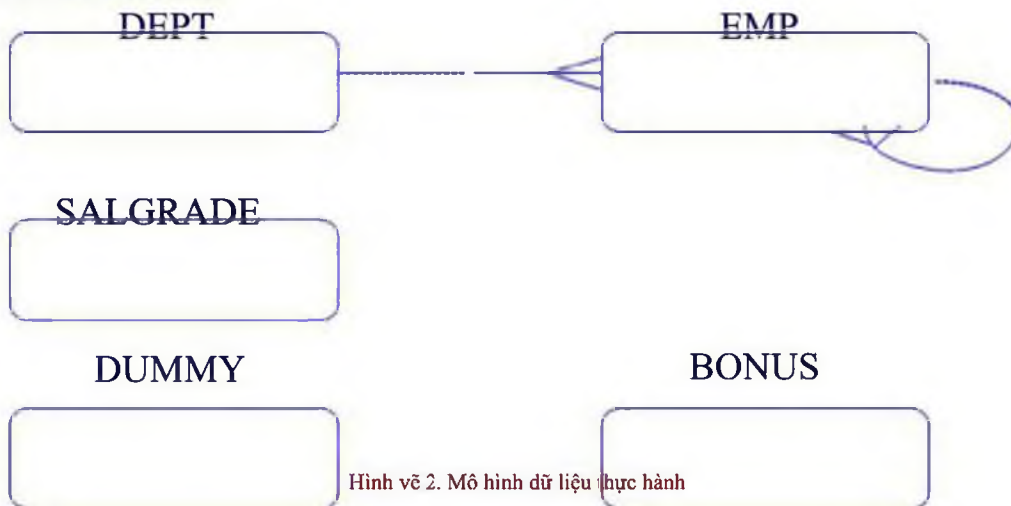 DEPT
EMP
SALGRADE
DUMMY
BONUS
Hình vẽ 2. Mô hình dữ liệu thực hành